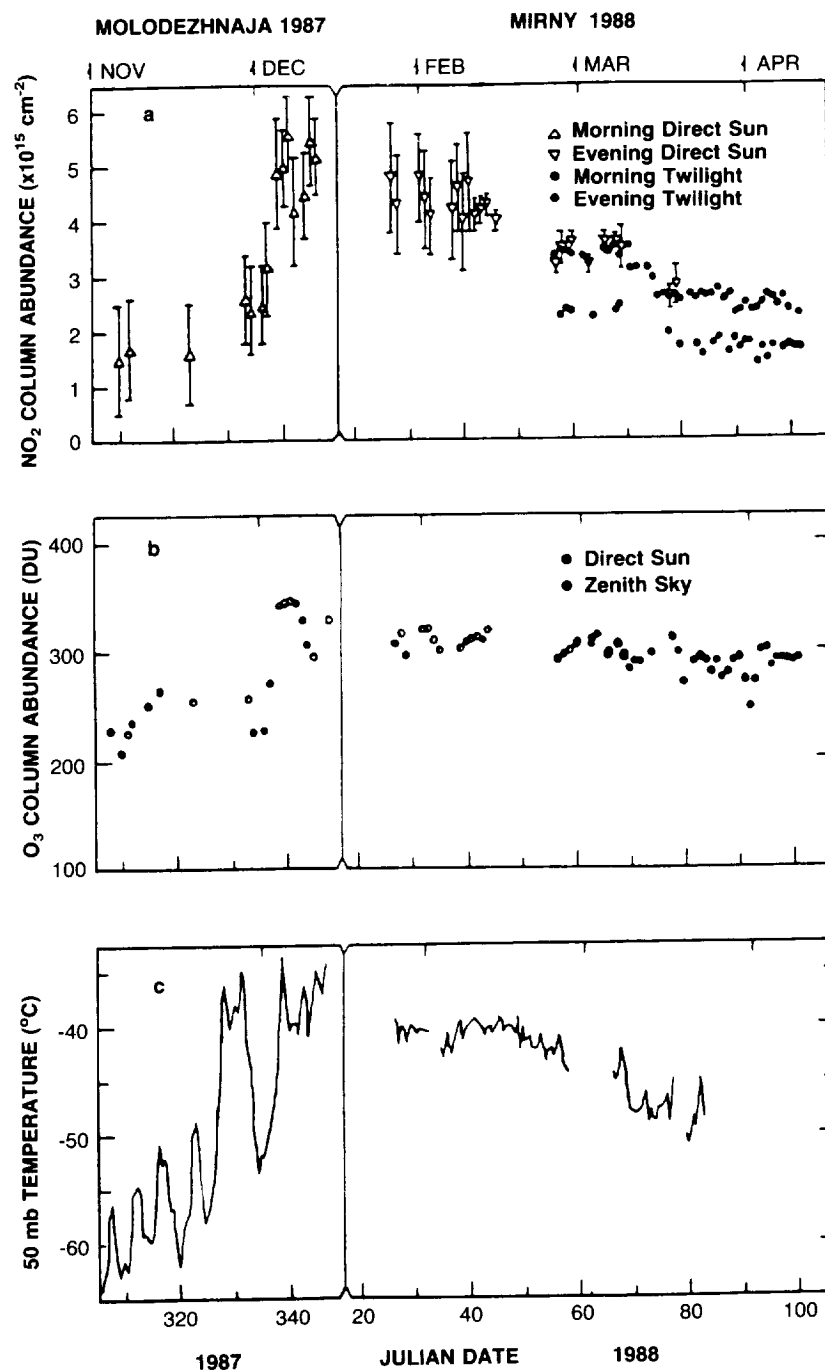 MOLODEZHNAJA 1987
MIRNY 1988
NOV
DEC
FEB
MAR
APR
a
NO₂ COLUMN ABUNDANCE (x10¹⁵ cm⁻²)
6
5
4
3
2
1
0
Morning Direct Sun
Evening Direct Sun
Morning Twilight
Evening Twilight
b
O₃ COLUMN ABUNDANCE (DU)
400
300
200
100
Direct Sun
Zenith Sky
c
50 mb TEMPERATURE (°C)
-40
-50
-60
320
340
20
40
60
80
100
1987
JULIAN DATE
1988